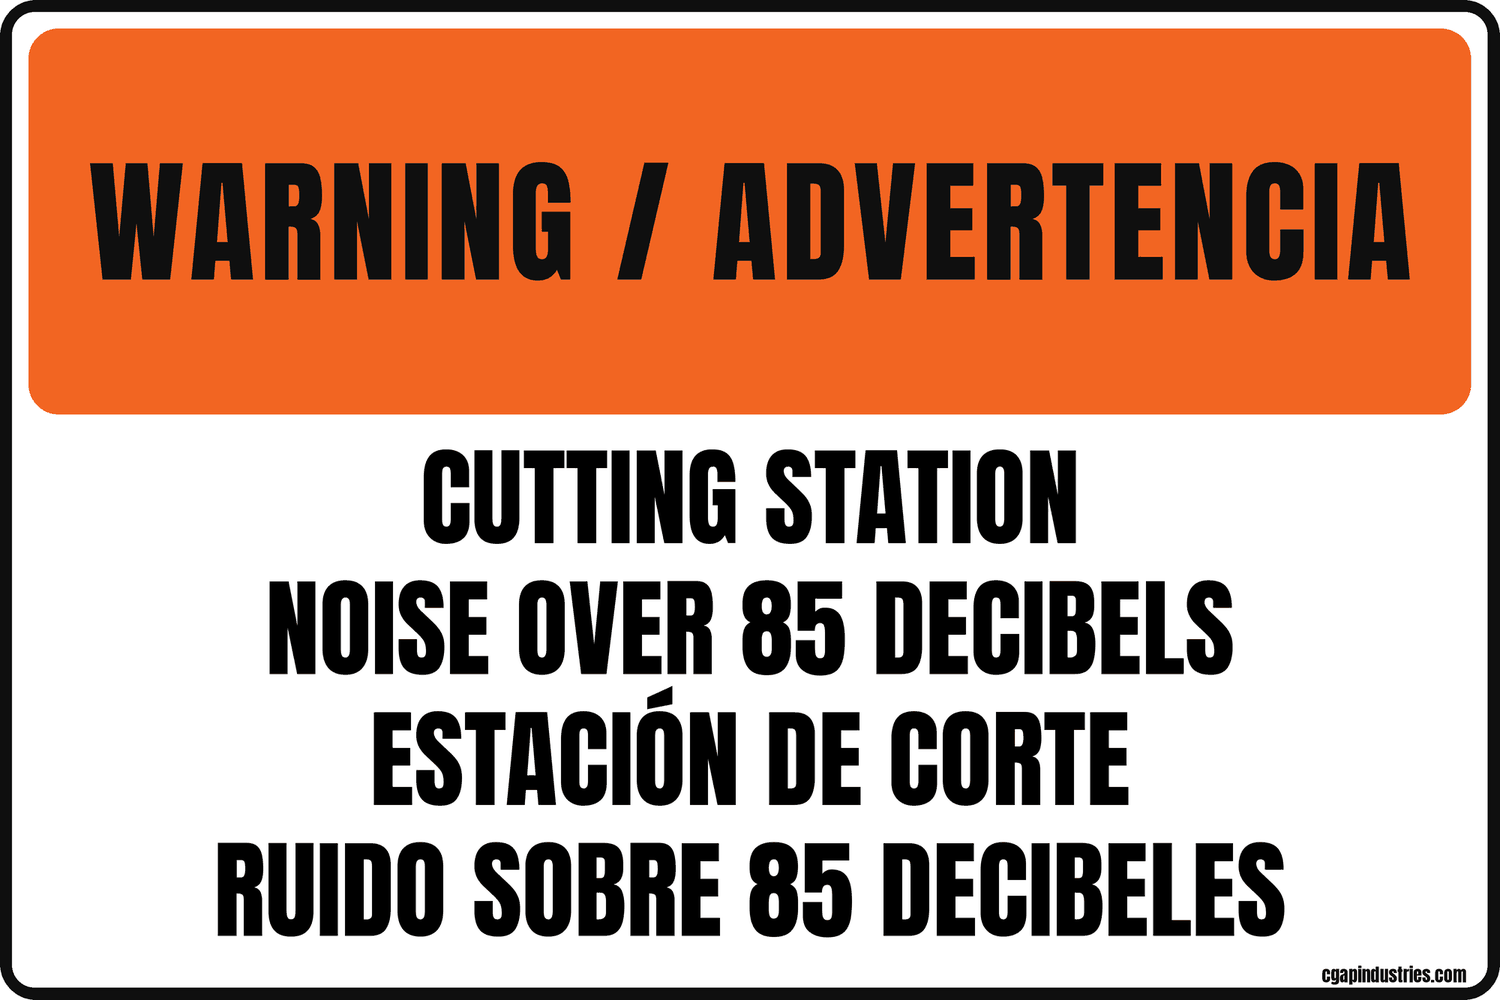 WARNING / ADVERTENCIA
CUTTING STATION
NOISE OVER 85 DECIBELS
ESTACIÓN DE CORTE
RUIDO SOBRE 85 DECIBELES
cgapindustries.com